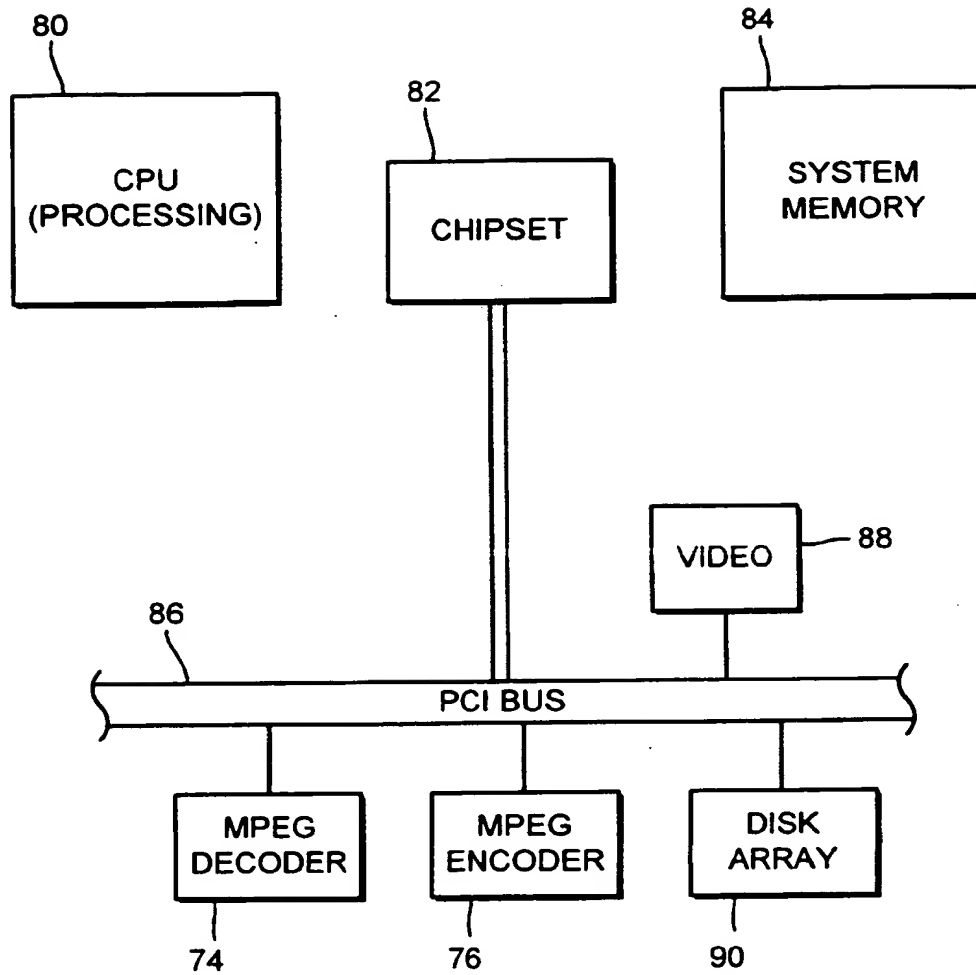 80
84
82
CPU
(PROCESSING)
CHIPSET
SYSTEM
MEMORY
VIDEO
88
86
PCI BUS
MPEG
DECODER
MPEG
ENCODER
DISK
ARRAY
74
76
90